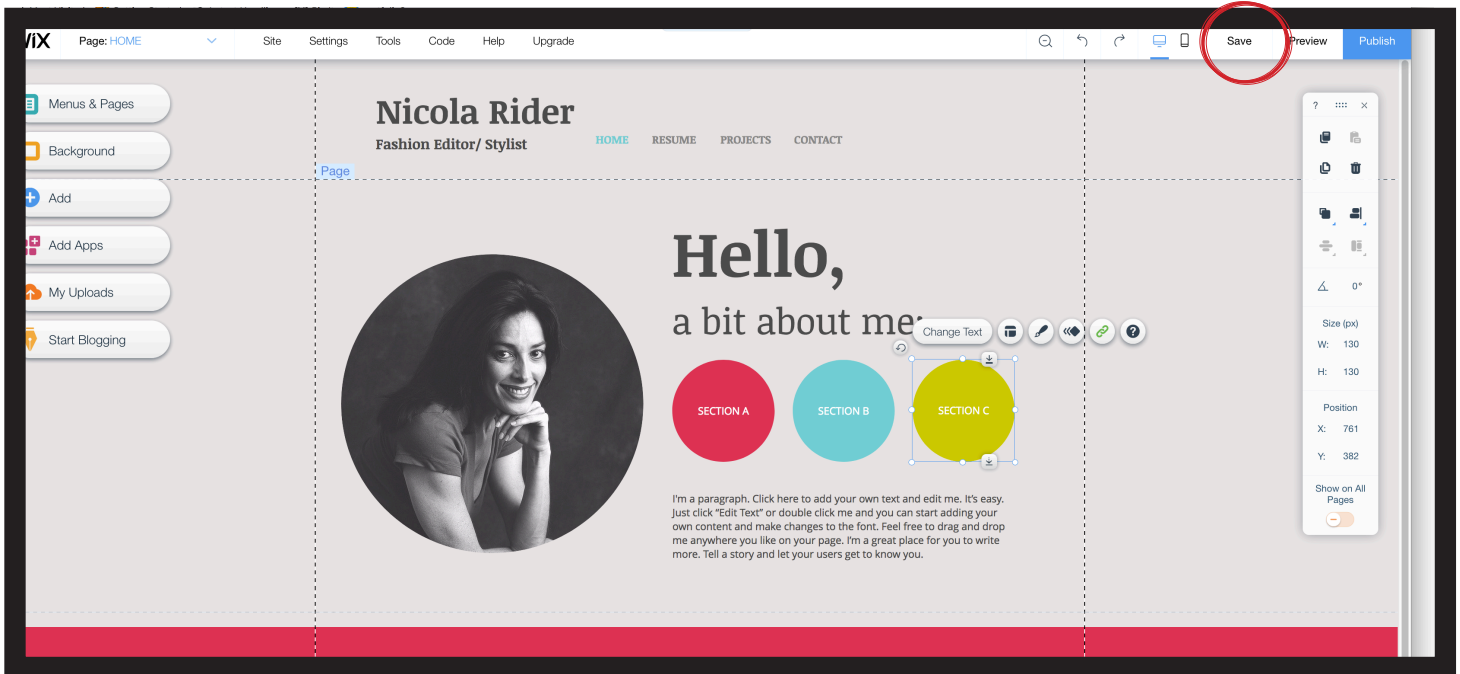 WiX
Page: HOME
Site
Settings
Tools
Code
Help
Upgrade
Save
Preview
Publish
Menus & Pages
Background
Add
Add Apps
My Uploads
Start Blogging
Nicola Rider
Fashion Editor/ Stylist
HOME RESUME PROJECTS CONTACT
Page
Hello,
a bit about me:
Change Text
?
SECTION A
SECTION B
SECTION C
I'm a paragraph. Click here to add your own text and edit me. It's easy.
Just click “Edit Text” or double click me and you can start adding your
own content and make changes to the font. Feel free to drag and drop
me anywhere you like on your page. I'm a great place for you to write
more. Tell a story and let your users get to know you.
?
0°
Size (px)
W: 130
H: 130
Position
X: 761
Y: 382
Show on All
Pages